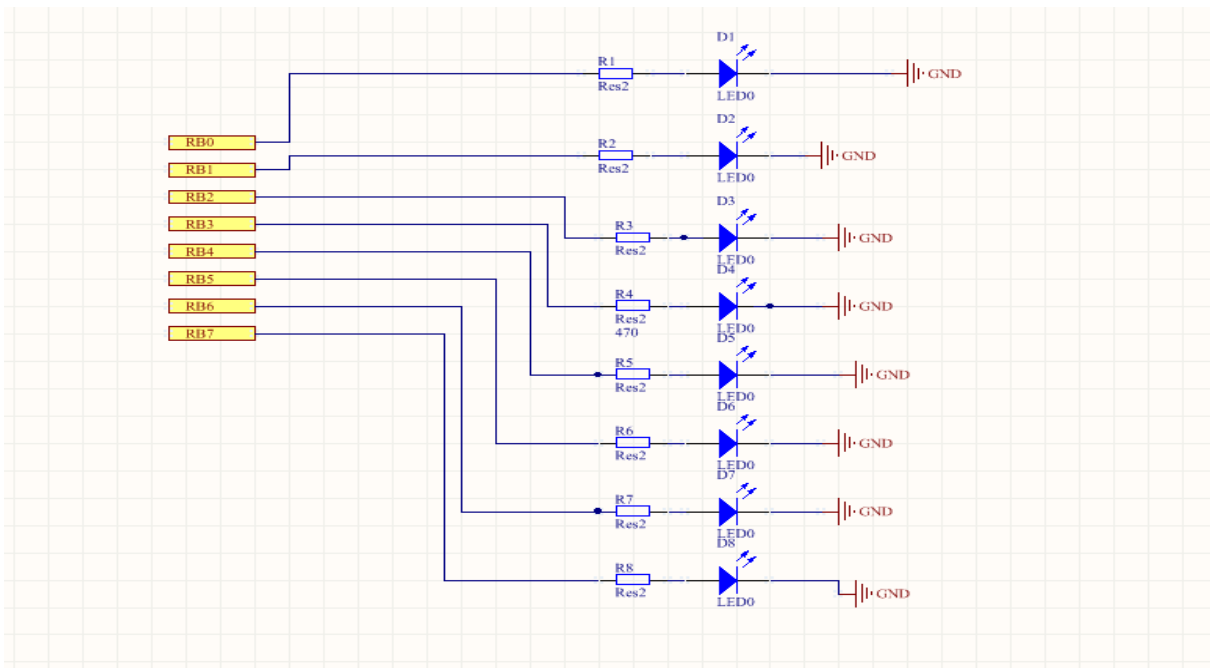 D1
R1
Res2
LED0
GND
D2
RB0
RB1
R2
Res2
LED0
GND
RB2
D3
RB3
R3
Res2
LED0
GND
RB4
D4
RB5
R4
Res2
470
LED0
GND
RB6
RB7
D5
R5
Res2
LED0
GND
D6
R6
Res2
LED0
GND
D7
R7
Res2
LED0
GND
D8
R8
Res2
LED0
GND